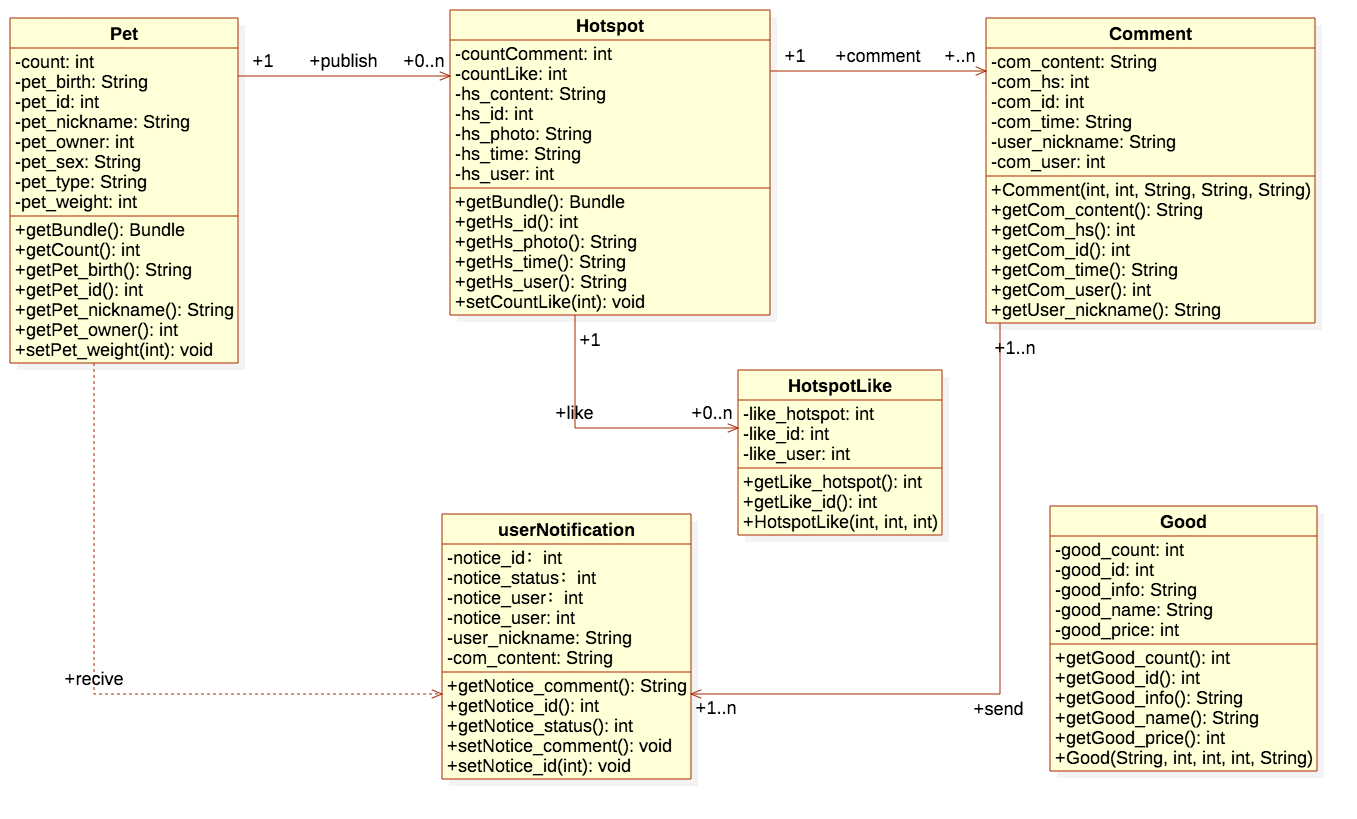 Pet
-count: int
-pet_birth: String
-pet_id: int
-pet_nickname: String
-pet_owner: int
-pet_sex: String
-pet_type: String
-pet_weight: int
+getBundle(): Bundle
+getCount(): int
+getPet_birth(): String
+getPet_id(): int
+getPet_nickname(): String
+getPet_owner(): int
+setPet_weight(int): void
+1 +publish +0..n
Hotspot
-countComment: int
-countLike: int
-hs_content: String
-hs_id: int
-hs_photo: String
-hs_time: String
-hs_user: int
+getBundle(): Bundle
+getHs_id(): int
+getHs_photo(): String
+getHs_time(): String
+getHs_user(): String
+setCountLike(int): void
+1 +comment +..n
Comment
-com_content: String
-com_hs: int
-com_id: int
-com_time: String
-user_nickname: String
-com_user: int
+Comment(int, int, String, String, String)
+getCom_content(): String
+getCom_hs(): int
+getCom_id(): int
+getCom_time(): String
+getCom_user(): int
+getUser_nickname(): String
+1
+like +0..n
+1..n
HotspotLike
-like_hotspot: int
-like_id: int
-like_user: int
+getLike_hotspot(): int
+getLike_id(): int
+HotspotLike(int, int, int)
userNotification
-notice_id：int
-notice_status：int
-notice_user：int
-notice_user: int
-user_nickname: String
-com_content: String
+getNotice_comment(): String
+getNotice_id(): int
+getNotice_status(): int
+setNotice_comment(): void
+setNotice_id(int): void
+recive
+1..n +send
Good
-good_count: int
-good_id: int
-good_info: String
-good_name: String
-good_price: int
+getGood_count(): int
+getGood_id(): int
+getGood_info(): String
+getGood_name(): String
+getGood_price(): int
+Good(String, int, int, int, String)